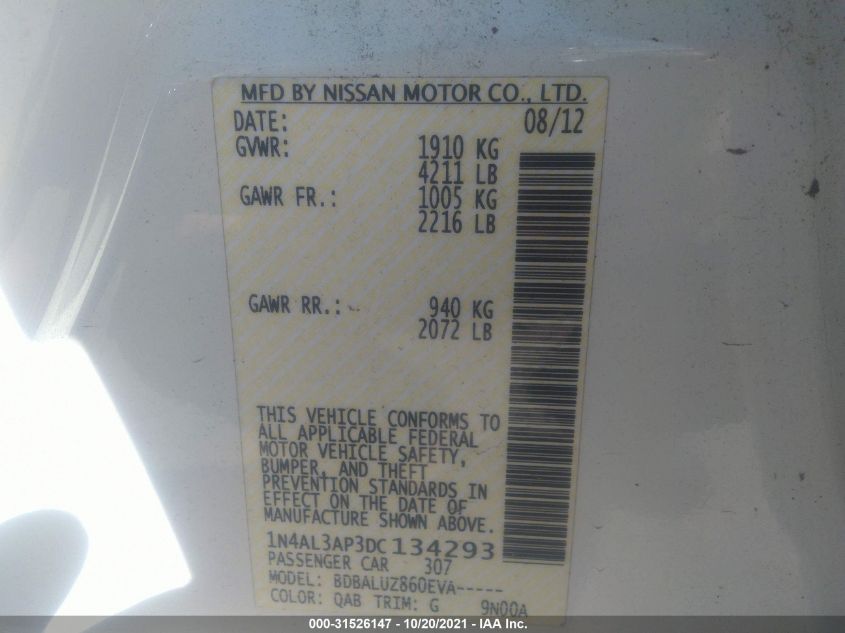 MFD BY NISSAN MOTOR CO., LTD.
DATE: 08/12
GVWR: 1910 KG
4211 LB
GAWR FR.: 1005 KG
2216 LB
GAWR RR.: 940 KG
2072 LB
THIS VEHICLE CONFORMS TO
ALL APPLICABLE FEDERAL
MOTOR VEHICLE SAFETY,
BUMPER, AND THEFT
PREVENTION STANDARDS IN
EFFECT ON THE DATE OF
MANUFACTURE SHOWN ABOVE.
1N4AL3AP3DC134293
PASSENGER CAR 307
MODEL: BDBALUZ860EVA-----
COLOR: QAB TRIM: G 9N00A
000-31526147 - 10/20/2021 - IAA Inc.